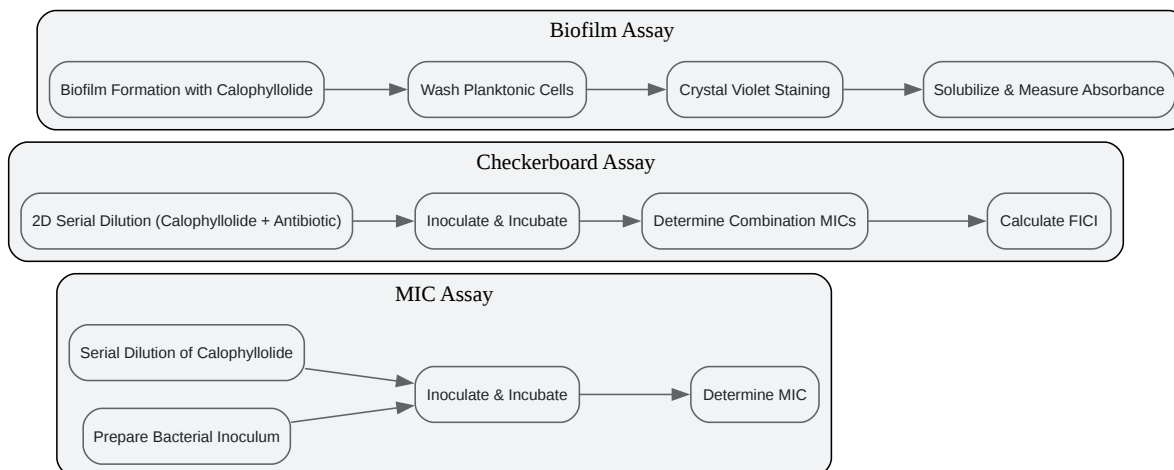 Biofilm Assay
Biofilm Formation with Calophyllolide
Wash Planktonic Cells
Crystal Violet Staining
Solubilize & Measure Absorbance
Checkerboard Assay
2D Serial Dilution (Calophyllolide + Antibiotic)
Inoculate & Incubate
Determine Combination MICs
Calculate FICI
MIC Assay
Serial Dilution of Calophyllolide
Prepare Bacterial Inoculum
Inoculate & Incubate
Determine MIC